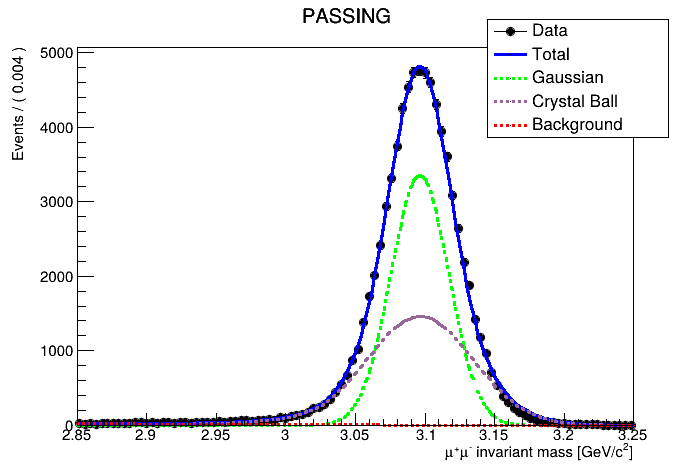 PASSING
Data
Total
Gaussian
Crystal Ball
Background
Events / ( 0.004 )
5000
4000
3000
2000
1000
0
2.85 2.9 2.95 3 3.05 3.1 3.15 3.2 3.25
μ⁺μ⁻ invariant mass [GeV/c²]